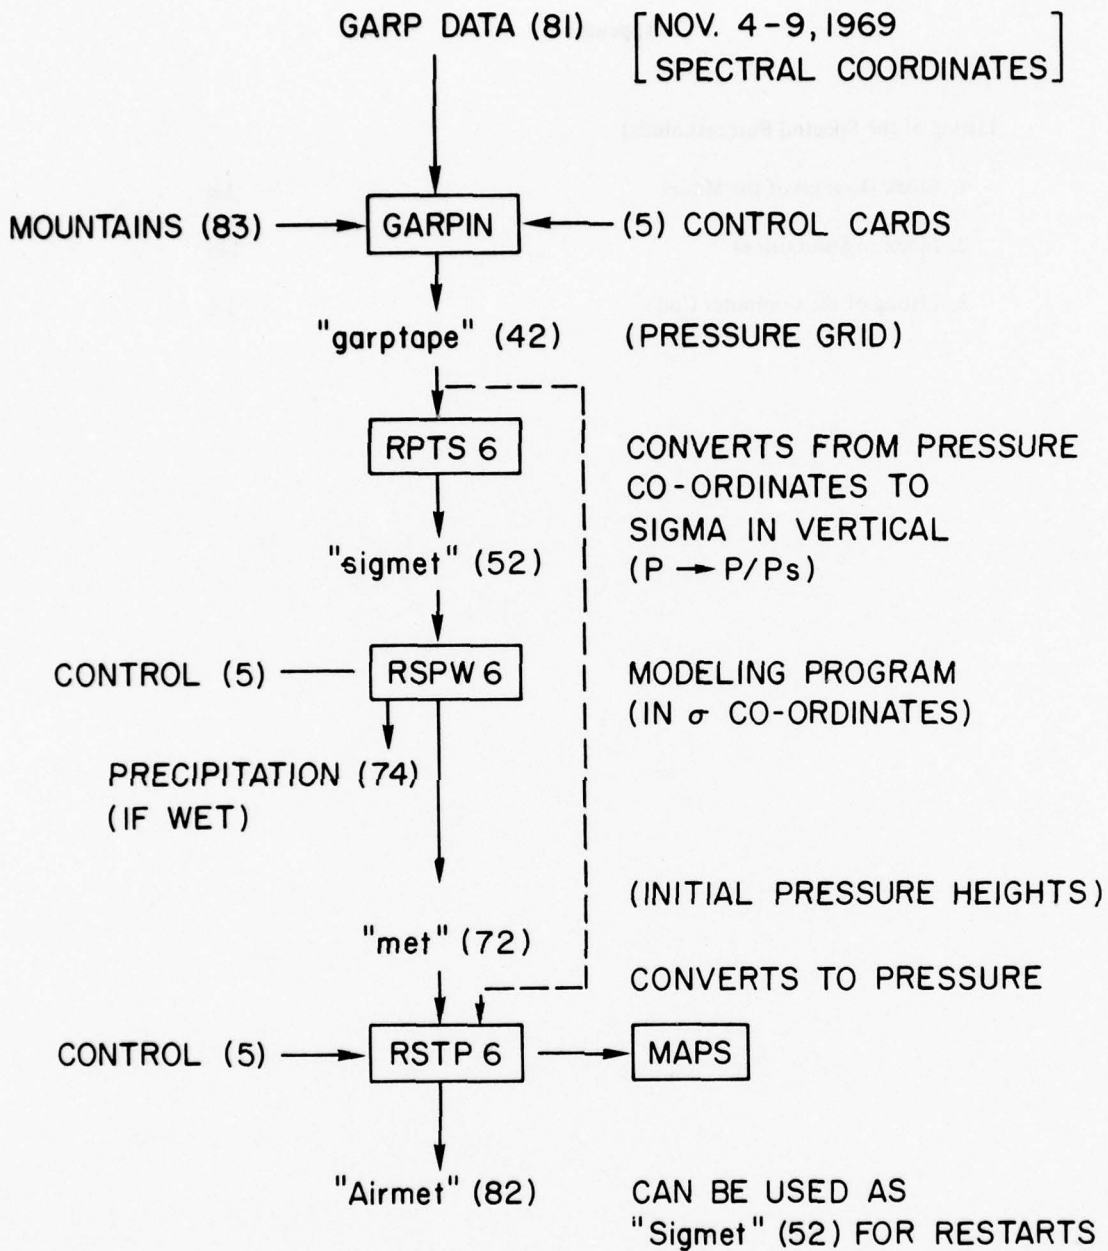 GARP DATA (81) [NOV. 4-9, 1969
SPECTRAL COORDINATES]
MOUNTAINS (83) GARPIN (5) CONTROL CARDS
"garptape" (42) (PRESSURE GRID)
RPTS 6
CONVERTS FROM PRESSURE
CO-ORDINATES TO
SIGMA IN VERTICAL
(P → P/Ps)
"sigmet" (52)
CONTROL (5) RSPW 6
MODELING PROGRAM
(IN σ CO-ORDINATES)
PRECIPITATION (74)
(IF WET)
(INITIAL PRESSURE HEIGHTS)
"met" (72)
CONVERTS TO PRESSURE
CONTROL (5) RSTP 6 MAPS
"Airmet" (82)
CAN BE USED AS
"Sigmet" (52) FOR RESTARTS